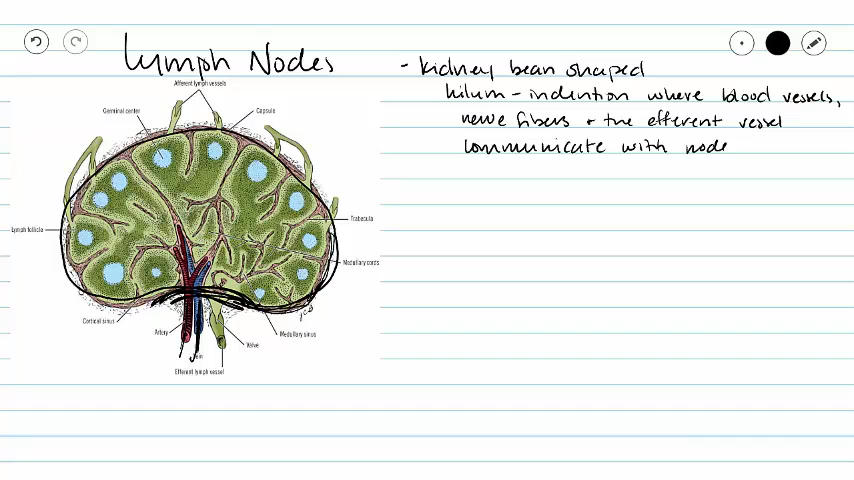 Lymph Nodes
- kidney bean shaped
hilum - indention where blood vessels,
nerve fibers + the efferent vessel
communicate with node
Afferent lymph vessels
Germinal center
Capsule
Lymph follicle
Trabecula
Medullary cords
Cortical sinus
Artery
Vein
Valve
Medullary sinus
Efferent lymph vessel